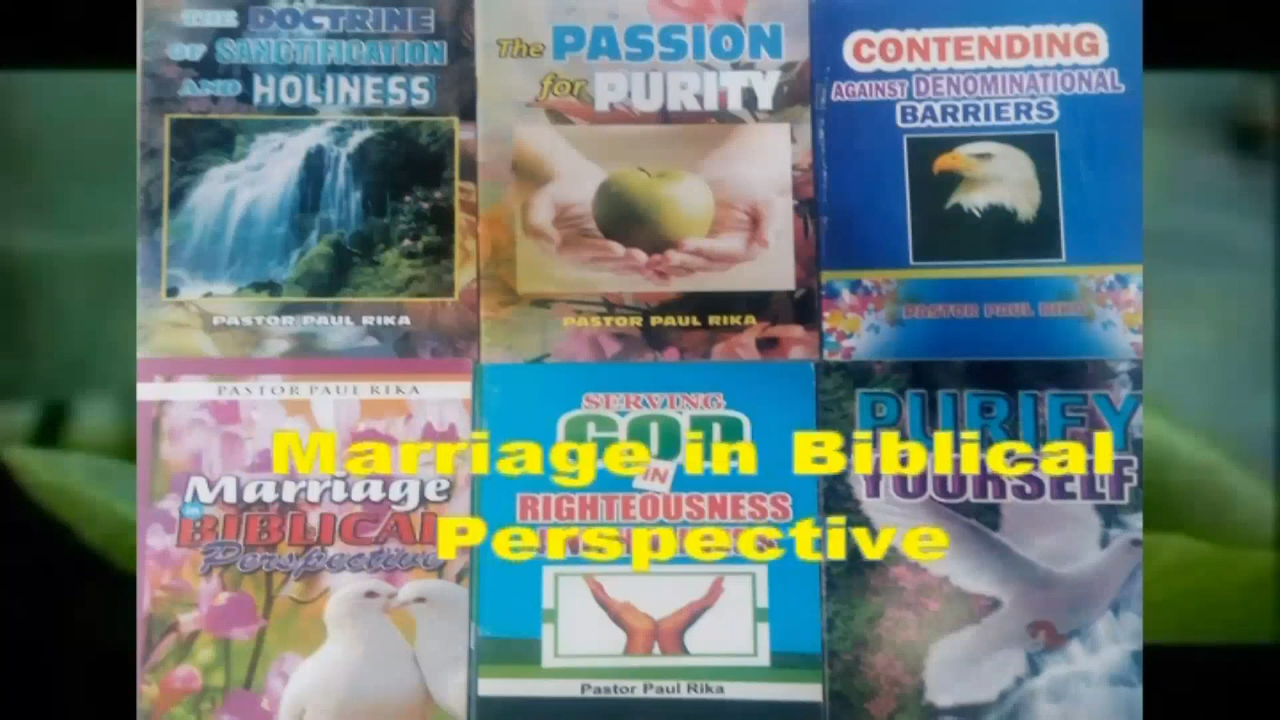 THE DOCTRINE
OF SANCTIFICATION
AND HOLINESS
PASTOR PAUL RIKA
The PASSION
for PURITY
PASTOR PAUL RIKA
CONTENDING
AGAINST DENOMINATIONAL
BARRIERS
PASTOR PAUL RIKA
PASTOR PAUL RIKA
Marriage
in BIBLICAL
Perspective
SERVING
GOD
IN
RIGHTEOUSNESS
Pastor Paul Rika
PURIFY
YOURSELF
Marriage in Biblical
Perspective